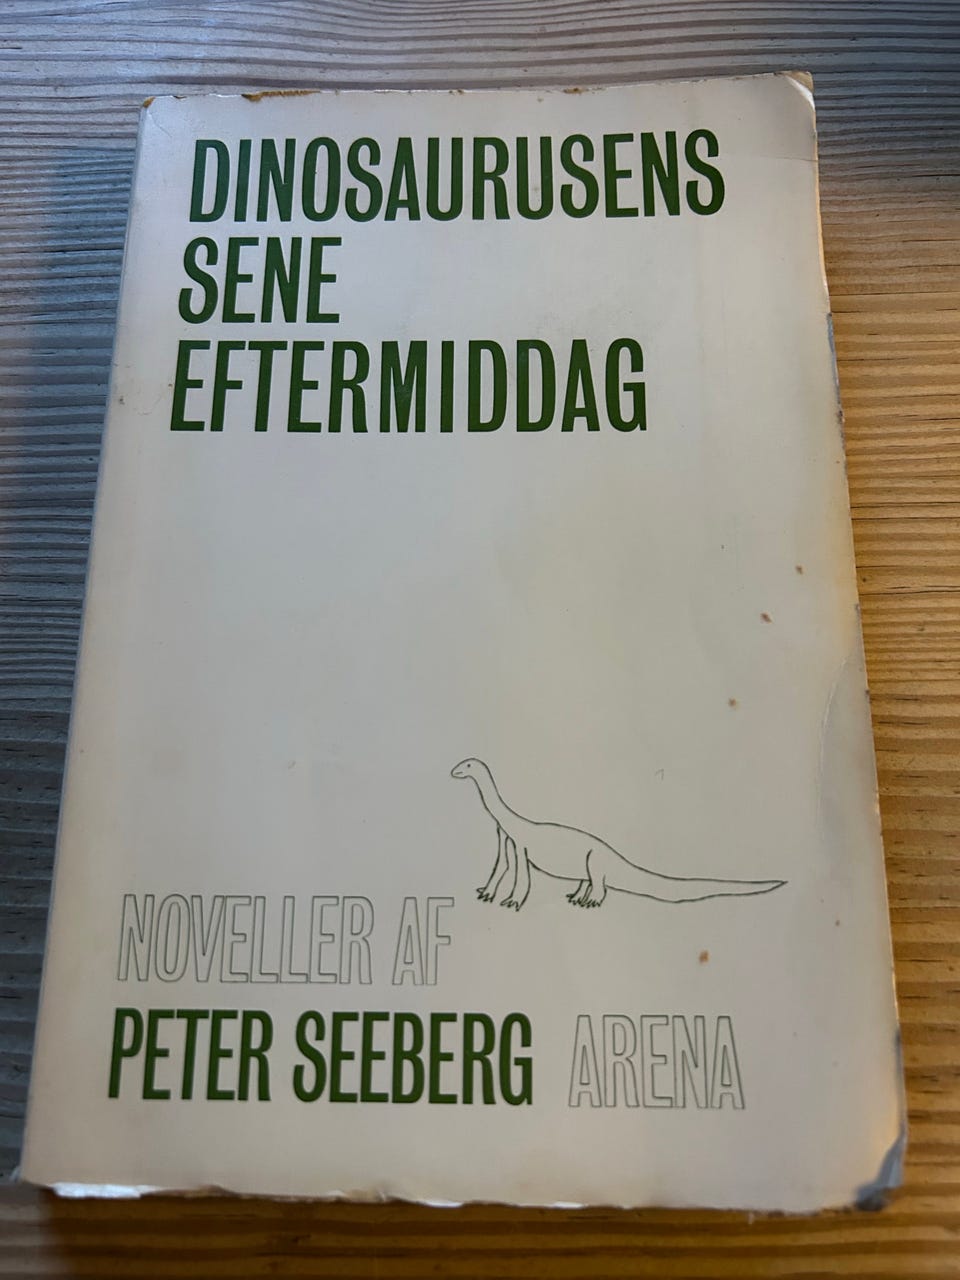 DINOSAURUSENS
SENE
EFTERMIDDAG
NOVELLER AF
PETER SEEBERG ARENA